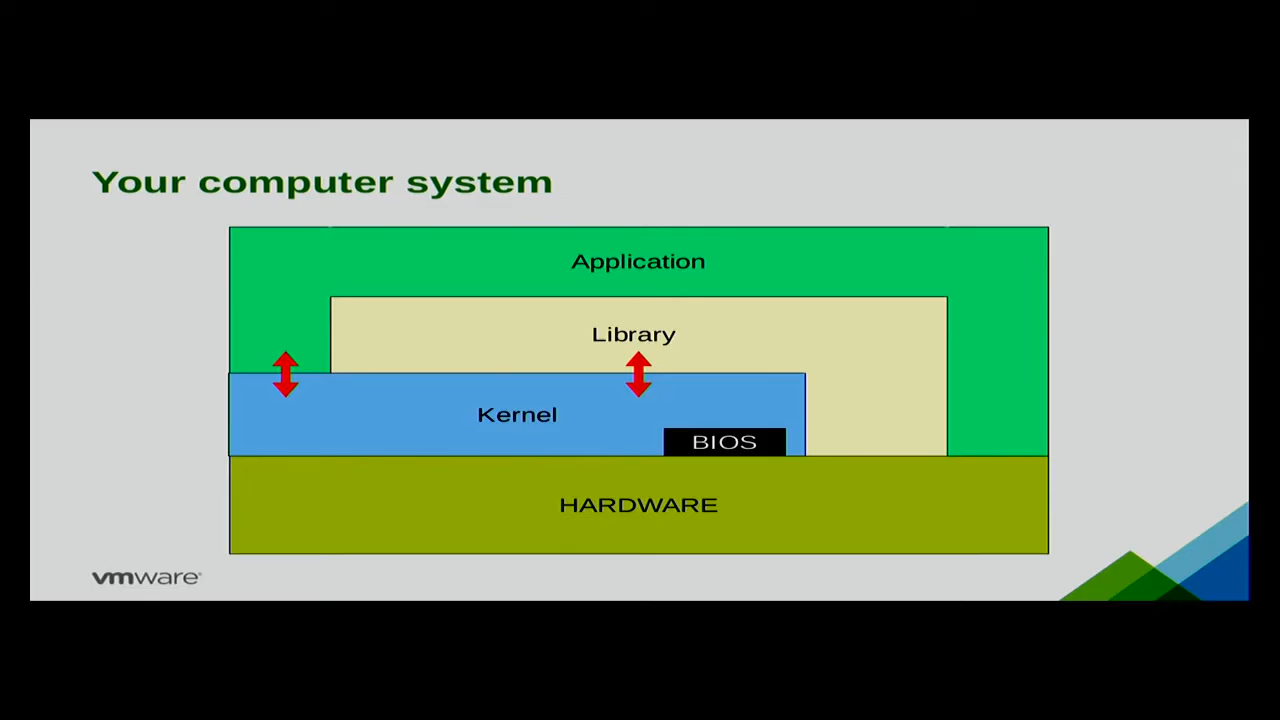 Your computer system
Application
Library
Kernel
BIOS
HARDWARE
vmware